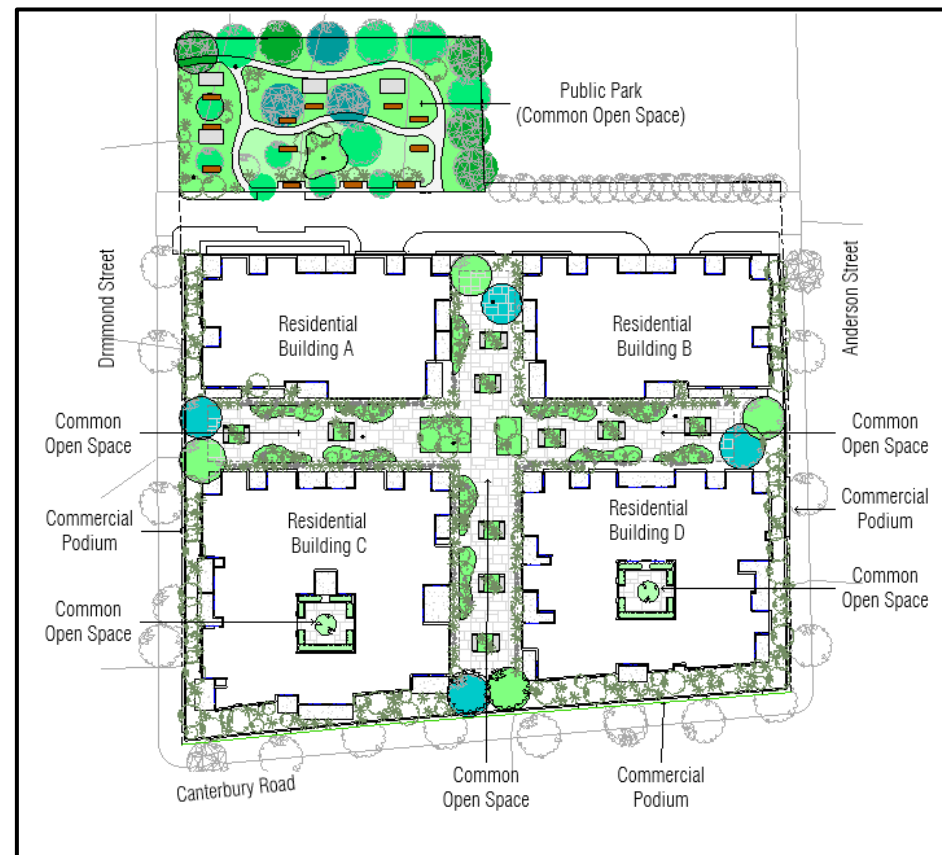 Public Park
(Common Open Space)
Drmmond Street
Anderson Street
Residential
Building A
Residential
Building B
Common
Open Space
Common
Open Space
Commercial
Podium
Residential
Building C
Residential
Building D
Commercial
Podium
Common
Open Space
Common
Open Space
Canterbury Road
Common
Open Space
Commercial
Podium